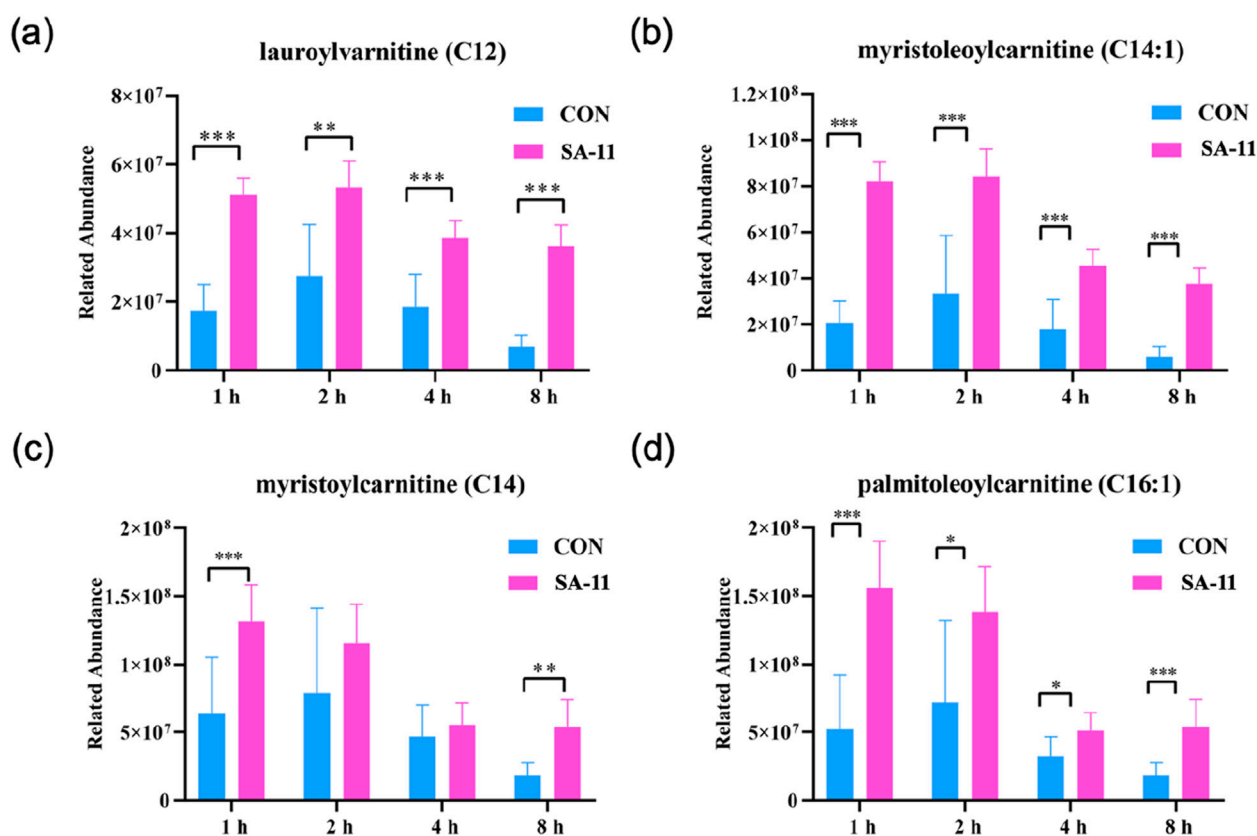 (a)
lauroylvarnitine (C12)
Related Abundance
8×10⁷
6×10⁷
4×10⁷
2×10⁷
0
CON
SA-11
***
**
***
***
1 h 2 h 4 h 8 h
(b)
myristoleoylcarnitine (C14:1)
Related Abundance
1.2×10⁸
1×10⁸
8×10⁷
6×10⁷
4×10⁷
2×10⁷
0
CON
SA-11
***
***
***
***
1 h 2 h 4 h 8 h
(c)
myristoylcarnitine (C14)
Related Abundance
2×10⁸
1.5×10⁸
1×10⁸
5×10⁷
0
CON
SA-11
***
**
1 h 2 h 4 h 8 h
(d)
palmitoleoylcarnitine (C16:1)
Related Abundance
2×10⁸
1.5×10⁸
1×10⁸
5×10⁷
0
CON
SA-11
***
*
*
***
1 h 2 h 4 h 8 h